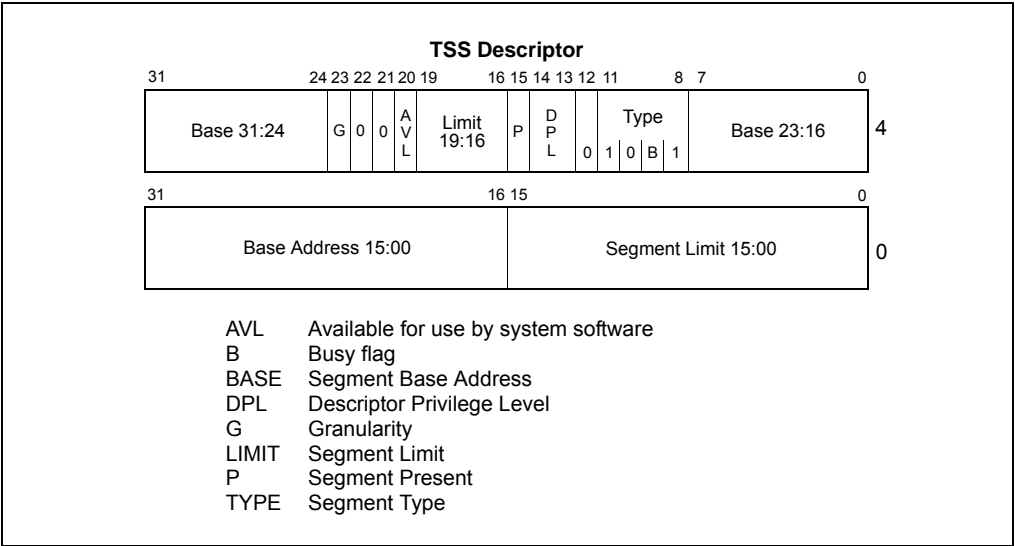 TSS Descriptor
31 24 23 22 21 20 19 16 15 14 13 12 11 8 7 0
Base 31:24 G 0 0 AVL Limit 19:16 P DPL 0 Type 1 0 B 1 Base 23:16 4
31 16 15 0
Base Address 15:00 Segment Limit 15:00 0
AVL Available for use by system software
B Busy flag
BASE Segment Base Address
DPL Descriptor Privilege Level
G Granularity
LIMIT Segment Limit
P Segment Present
TYPE Segment Type